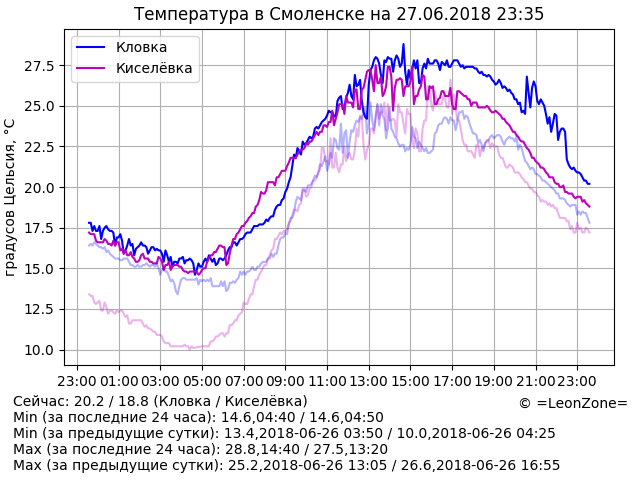 Температура в Смоленске на 27.06.2018 23:35
Кловка
Киселёвка
градусов Цельсия, °C
27.5
25.0
22.5
20.0
17.5
15.0
12.5
10.0
23:00 01:00 03:00 05:00 07:00 09:00 11:00 13:00 15:00 17:00 19:00 21:00 23:00
Сейчас: 20.2 / 18.8 (Кловка / Киселёвка)
© =LeonZone=
Min (за последние 24 часа): 14.6,04:40 / 14.6,04:50
Min (за предыдущие сутки): 13.4,2018-06-26 03:50 / 10.0,2018-06-26 04:25
Max (за последние 24 часа): 28.8,14:40 / 27.5,13:20
Max (за предыдущие сутки): 25.2,2018-06-26 13:05 / 26.6,2018-06-26 16:55